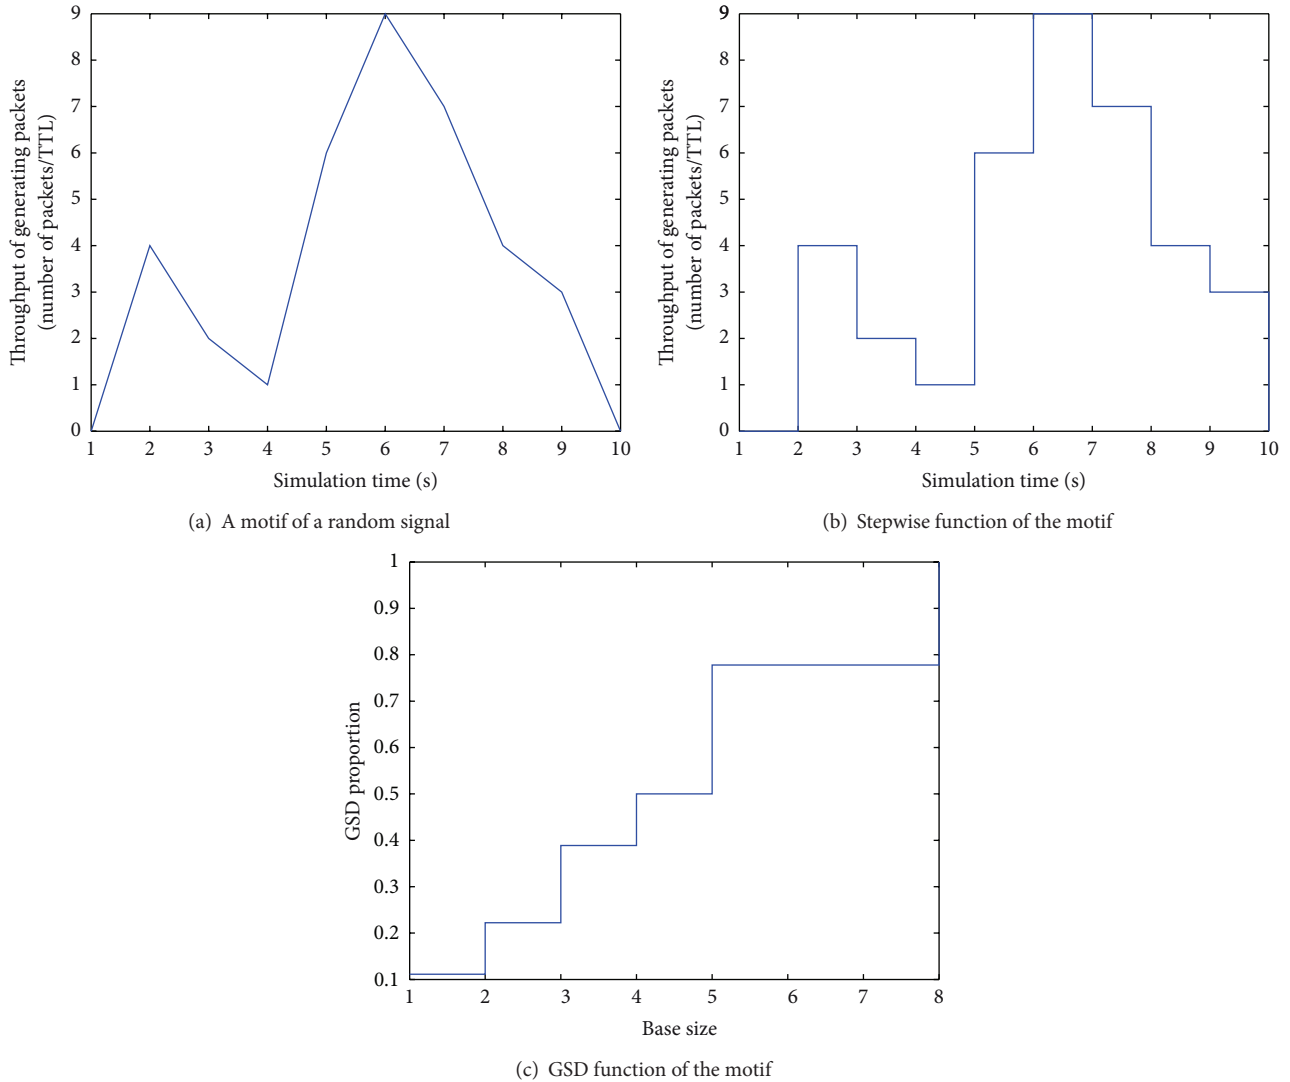 9
8
7
6
5
4
3
2
1
0
1 2 3 4 5 6 7 8 9 10
Throughput of generating packets
(number of packets/TTL)
Simulation time (s)
(a) A motif of a random signal
9
8
7
6
5
4
3
2
1
0
1 2 3 4 5 6 7 8 9 10
Throughput of generating packets
(number of packets/TTL)
Simulation time (s)
(b) Stepwise function of the motif
1
0.9
0.8
0.7
0.6
0.5
0.4
0.3
0.2
0.1
1 2 3 4 5 6 7 8
GSD proportion
Base size
(c) GSD function of the motif